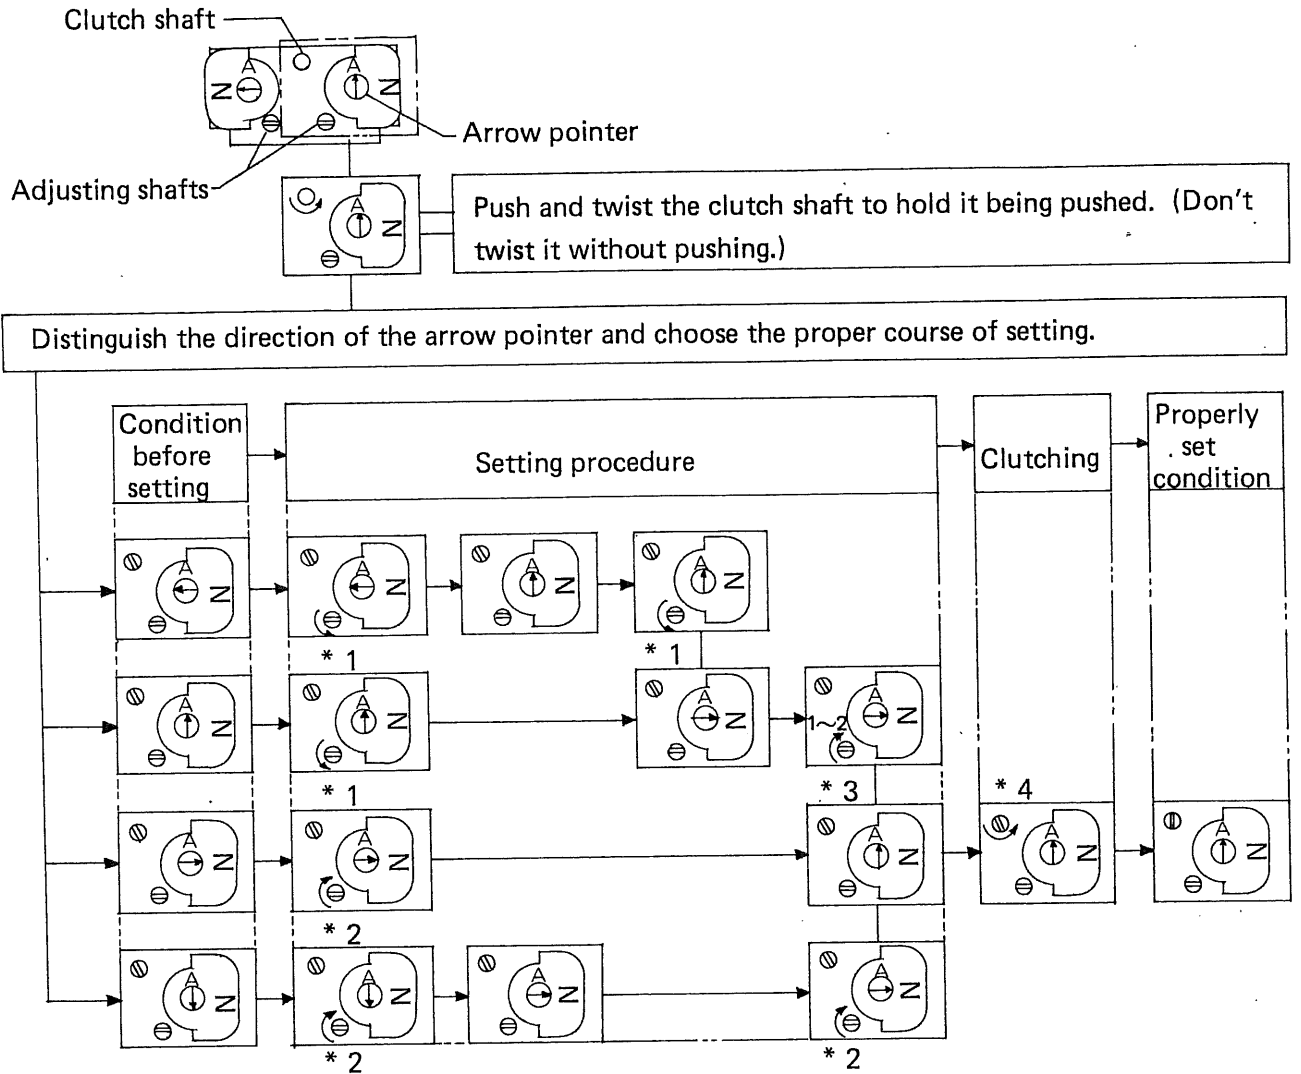 Clutch shaft
A A
N N
Arrow pointer
Adjusting shafts
A
N
Push and twist the clutch shaft to hold it being pushed. (Don't
twist it without pushing.)
Distinguish the direction of the arrow pointer and choose the proper course of setting.
Condition
before
setting
Setting procedure
Clutching
Properly
set
condition
A N A N A N A N
* 1 * 1
A N A N A N A N
1~2
* 1 * 3
* 4
A N A N A N A N A N
* 2
A N A N A N A N
* 2 * 2